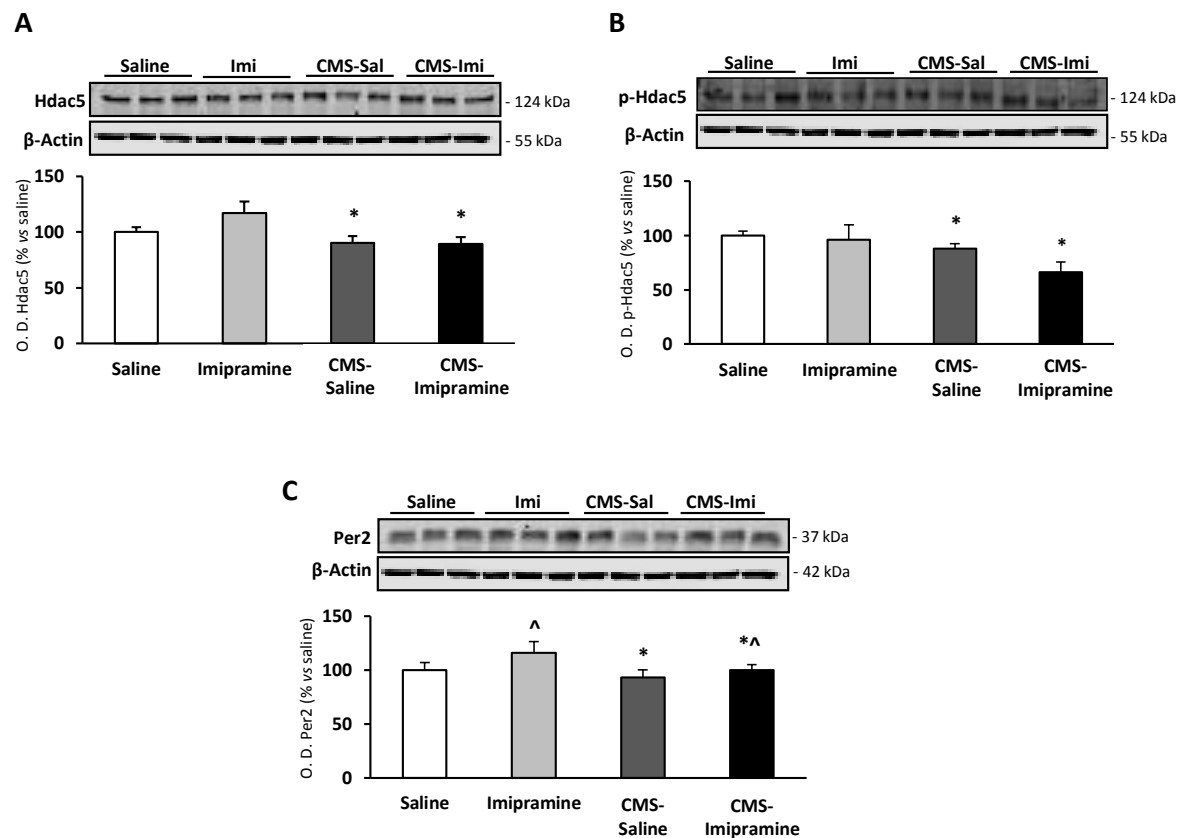 A
Saline Imi CMS-Sal CMS-Imi
Hdac5
- 124 kDa
β-Actin
- 55 kDa
O. D. Hdac5 (% vs saline)
150
100
50
0
*
*
Saline
Imipramine
CMS-
Saline
CMS-
Imipramine
B
Saline Imi CMS-Sal CMS-Imi
p-Hdac5
- 124 kDa
β-Actin
- 55 kDa
O. D. p-Hdac5 (% vs saline)
150
100
50
0
*
*
Saline
Imipramine
CMS-
Saline
CMS-
Imipramine
C
Saline Imi CMS-Sal CMS-Imi
Per2
- 37 kDa
β-Actin
- 42 kDa
O. D. Per2 (% vs saline)
150
100
50
0
^
*
*^
Saline
Imipramine
CMS-
Saline
CMS-
Imipramine